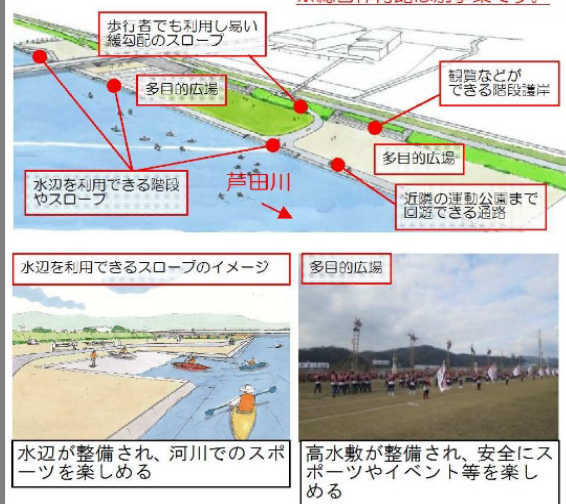 歩行者でも利用し易い
緩勾配のスロープ
観覧などが
できる階段護岸
多目的広場
多目的広場
水辺を利用できる階段
やスロープ
芦田川
近隣の運動公園まで
回遊できる通路
水辺を利用できるスロープのイメージ
多目的広場
水辺が整備され、河川でのスポ
ーツを楽しめる
高水敷が整備され、安全にス
ポーツやイベント等を楽し
める